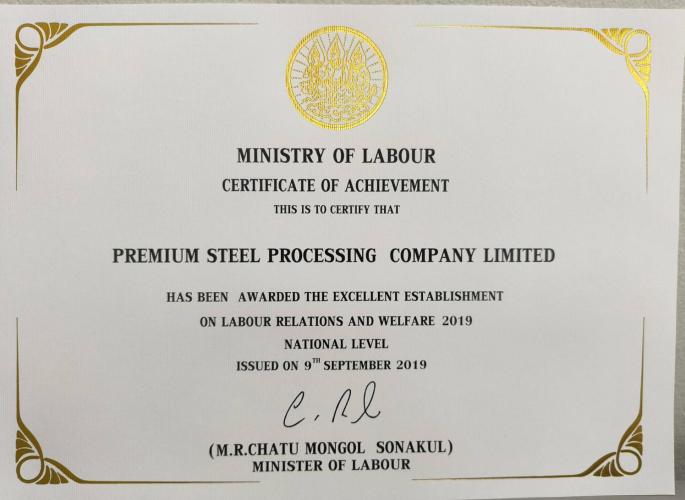 MINISTRY OF LABOUR
CERTIFICATE OF ACHIEVEMENT
THIS IS TO CERTIFY THAT
PREMIUM STEEL PROCESSING COMPANY LIMITED
HAS BEEN AWARDED THE EXCELLENT ESTABLISHMENT
ON LABOUR RELATIONS AND WELFARE 2019
NATIONAL LEVEL
ISSUED ON 9TH SEPTEMBER 2019
(M.R.CHATU MONGOL SONAKUL)
MINISTER OF LABOUR